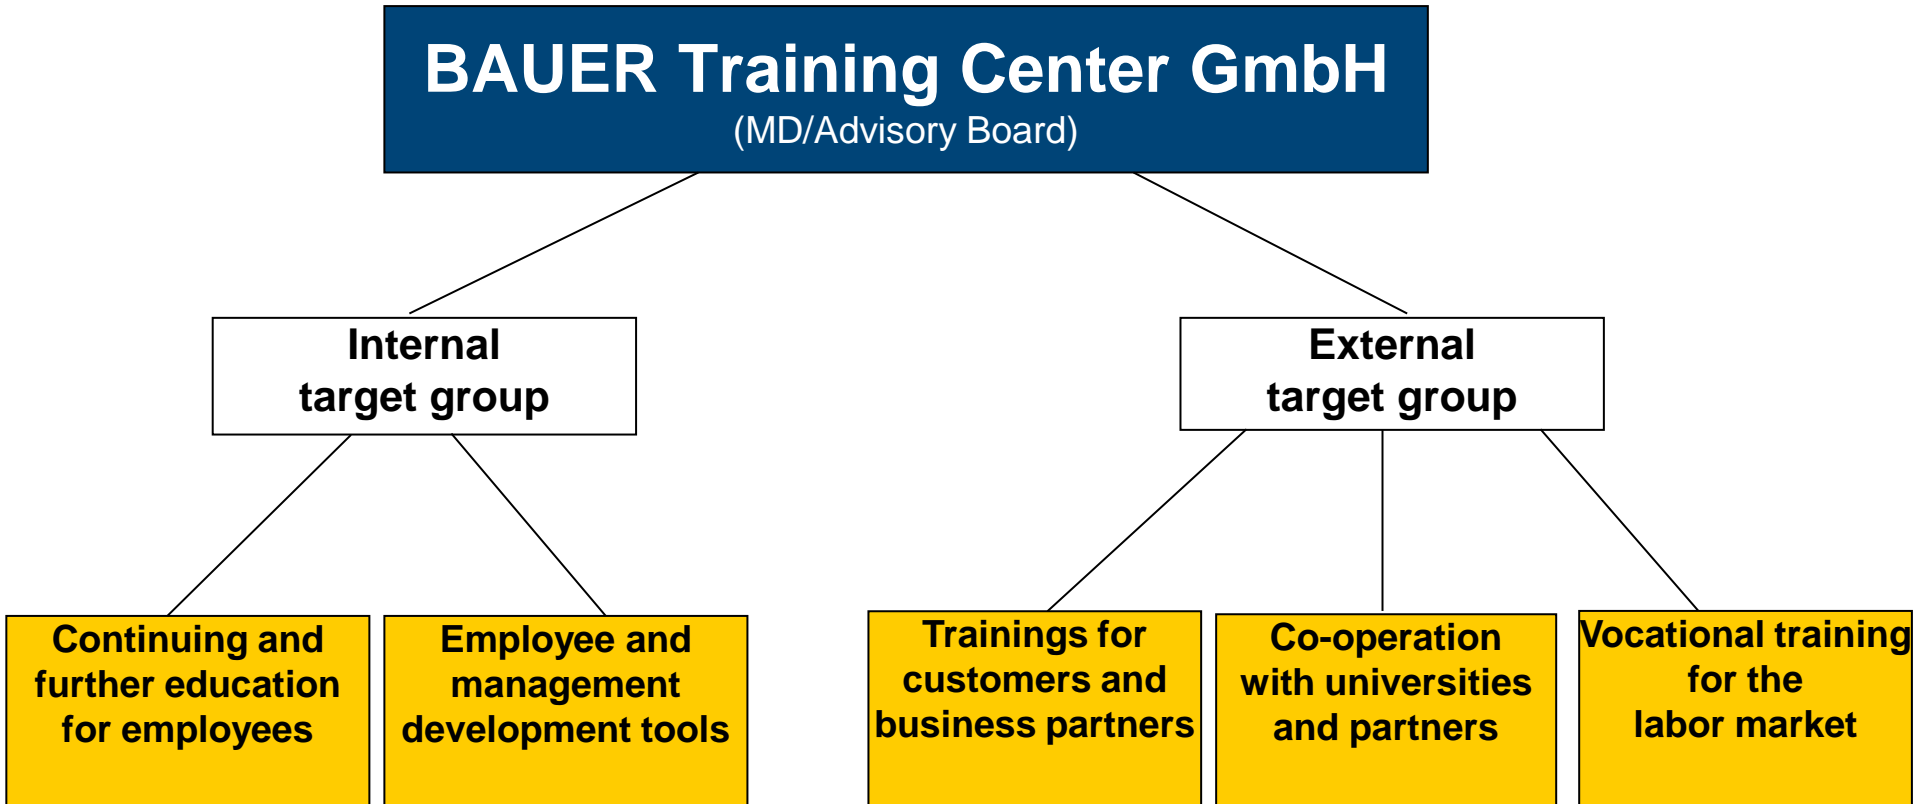 BAUER Training Center GmbH
(MD/Advisory Board)
Internal
target group
External
target group
Continuing and
further education
for employees
Employee and
management
development tools
Trainings for
customers and
business partners
Co-operation
with universities
and partners
Vocational training
for the
labor market